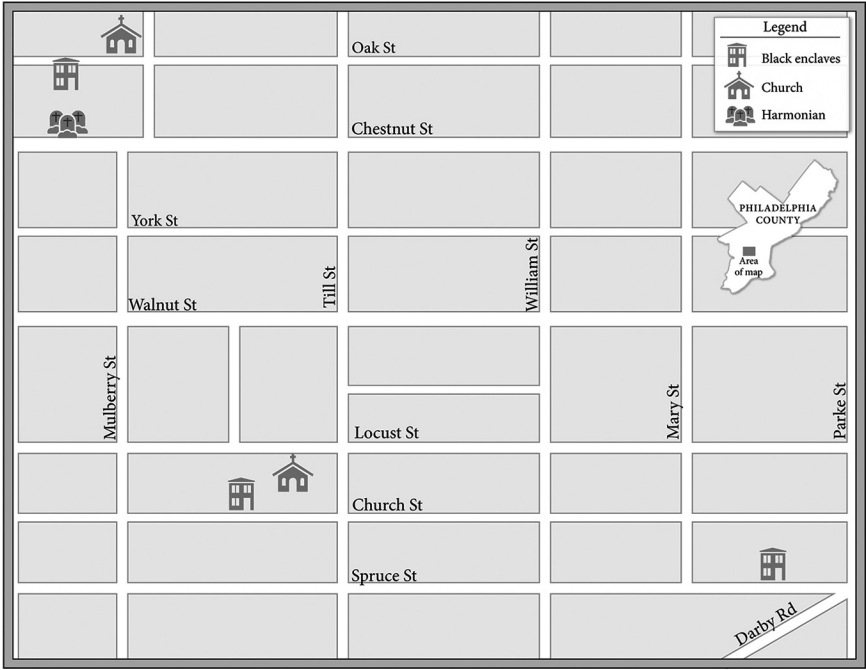 Legend
Black enclaves
Church
Harmonian
Oak St
Chestnut St
York St
PHILADELPHIA
COUNTY
Area
of map
Walnut St
Till St
William St
Mulberry St
Locust St
Mary St
Parke St
Church St
Spruce St
Darby Rd